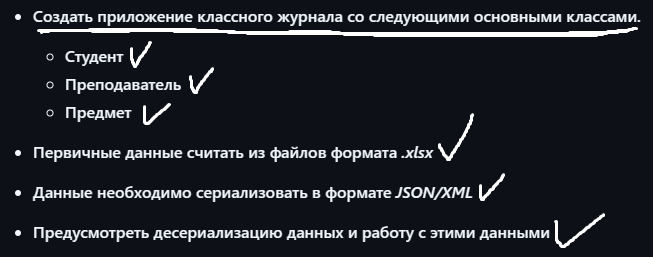 Создать приложение классного журнала со следующими основными классами.
Студент
Преподаватель
Предмет
Первичные данные считать из файлов формата .xlsx
Данные необходимо сериализовать в формате JSON/XML
Предусмотреть десериализацию данных и работу с этими данными